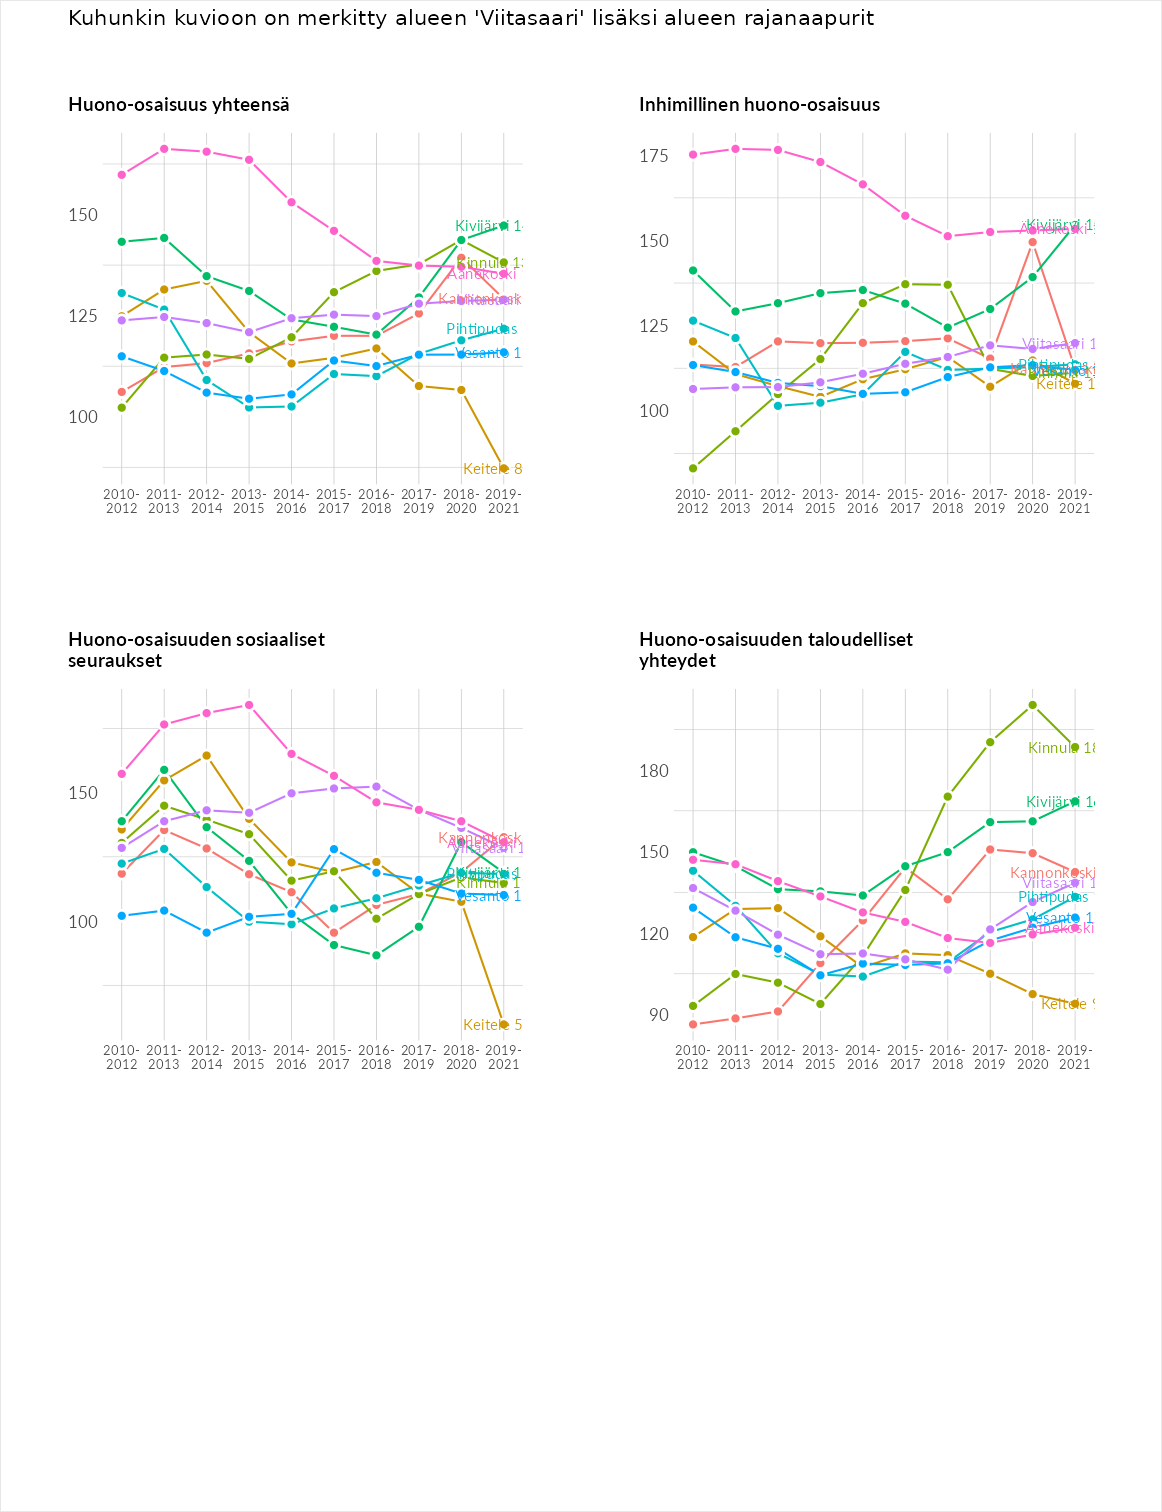 Kuhunkin kuvioon on merkitty alueen 'Viitasaari' lisäksi alueen rajanaapurit
Huono-osaisuus yhteensä
150
125
100
Kivijärvi
Kinnula
Äänekoski
Pihtipudas
Vesanto 1
Keitele 8
2010- 2011- 2012- 2013- 2014- 2015- 2016- 2017- 2018- 2019-
2012 2013 2014 2015 2016 2017 2018 2019 2020 2021
Inhimillinen huono-osaisuus
175
150
125
100
Kivijärvi
Viitasaari 1
Keitele 1
2010- 2011- 2012- 2013- 2014- 2015- 2016- 2017- 2018- 2019-
2012 2013 2014 2015 2016 2017 2018 2019 2020 2021
Huono-osaisuuden sosiaaliset
seuraukset
150
100
Kannonkoski
Viitasaari 1
Kinnula 1
Vesanto 1
Keitele 5
2010- 2011- 2012- 2013- 2014- 2015- 2016- 2017- 2018- 2019-
2012 2013 2014 2015 2016 2017 2018 2019 2020 2021
Huono-osaisuuden taloudelliset
yhteydet
180
150
120
90
Kinnula 18
Kivijärvi 16
Kannonkoski
Viitasaari 1
Pihtipudas
Vesanto 1
Äänekoski
Keitele 9
2010- 2011- 2012- 2013- 2014- 2015- 2016- 2017- 2018- 2019-
2012 2013 2014 2015 2016 2017 2018 2019 2020 2021